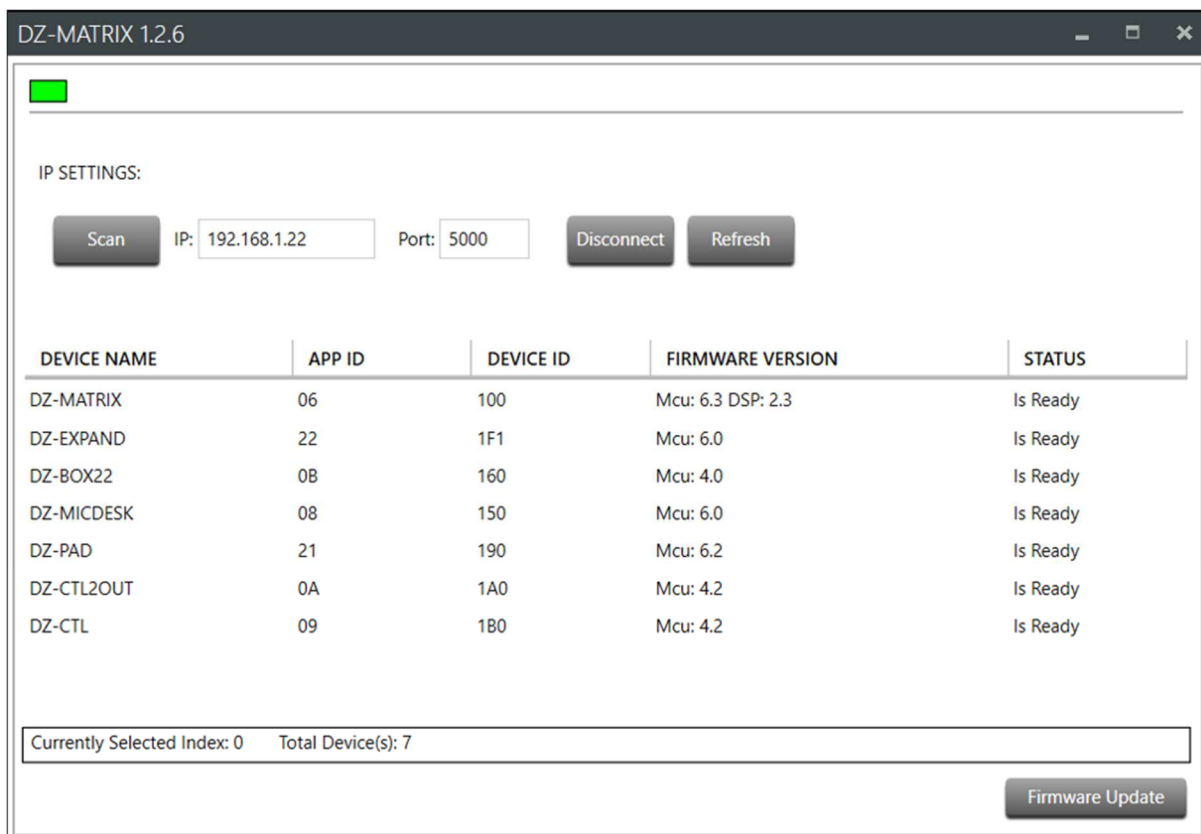 DZ-MATRIX 1.2.6
IP SETTINGS:
Scan IP: 192.168.1.22 Port: 5000 Disconnect Refresh
DEVICE NAME APP ID DEVICE ID FIRMWARE VERSION STATUS
DZ-MATRIX 06 100 Mcu: 6.3 DSP: 2.3 Is Ready
DZ-EXPAND 22 1F1 Mcu: 6.0 Is Ready
DZ-BOX22 0B 160 Mcu: 4.0 Is Ready
DZ-MICDESK 08 150 Mcu: 6.0 Is Ready
DZ-PAD 21 190 Mcu: 6.2 Is Ready
DZ-CTL2OUT 0A 1A0 Mcu: 4.2 Is Ready
DZ-CTL 09 1B0 Mcu: 4.2 Is Ready
Currently Selected Index: 0 Total Device(s): 7
Firmware Update